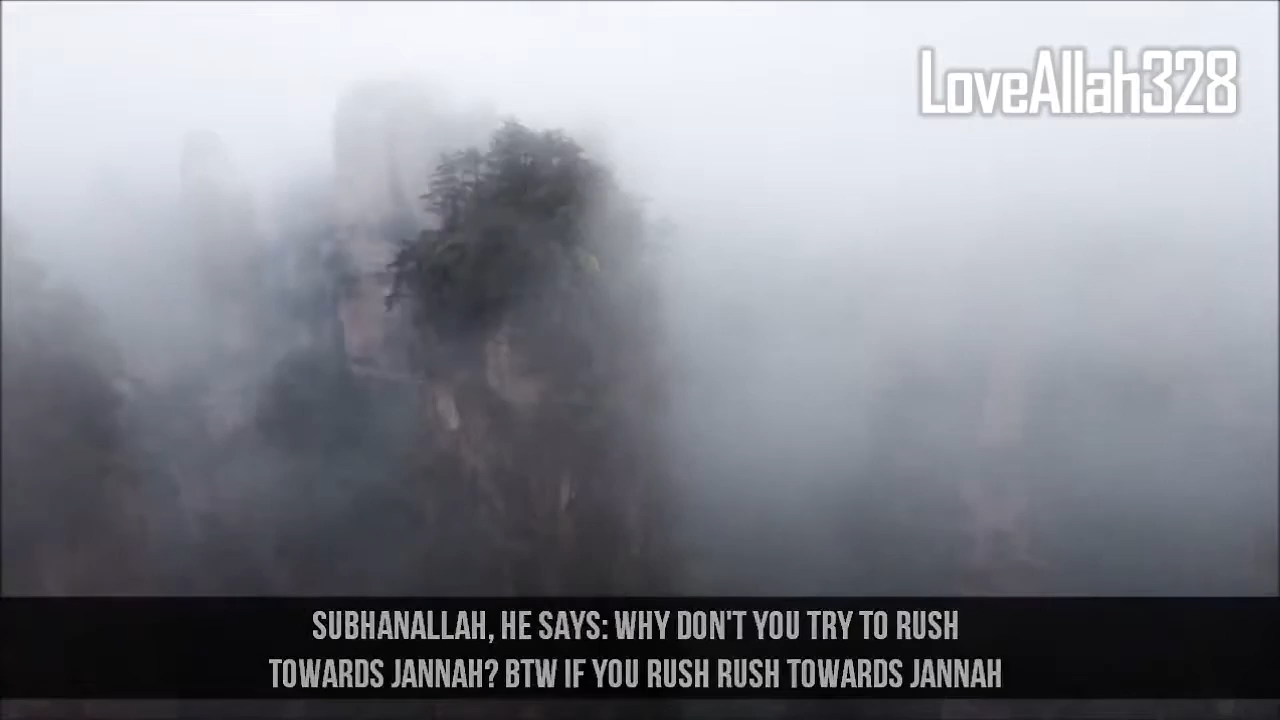 LoveAllah328
SUBHANALLAH, HE SAYS: WHY DON'T YOU TRY TO RUSH
TOWARDS JANNAH? BTW IF YOU RUSH RUSH TOWARDS JANNAH